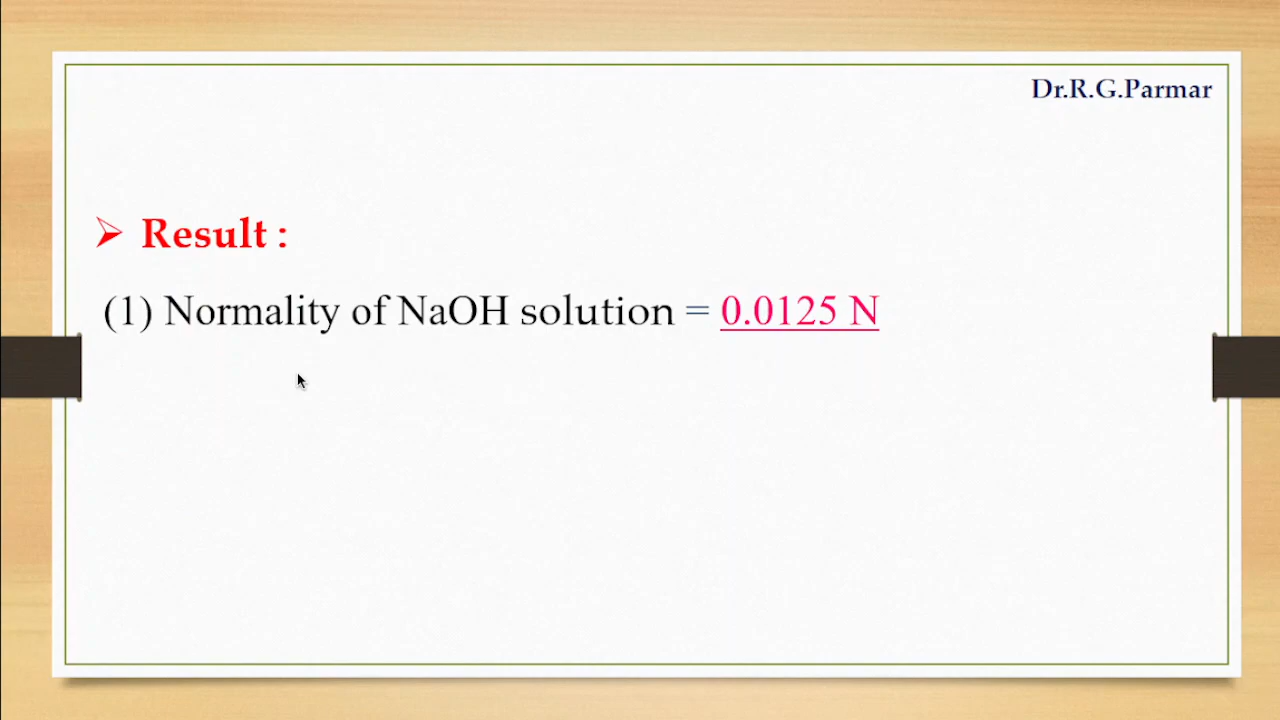 Dr.R.G.Parmar
➢ Result :
(1) Normality of NaOH solution = 0.0125 N